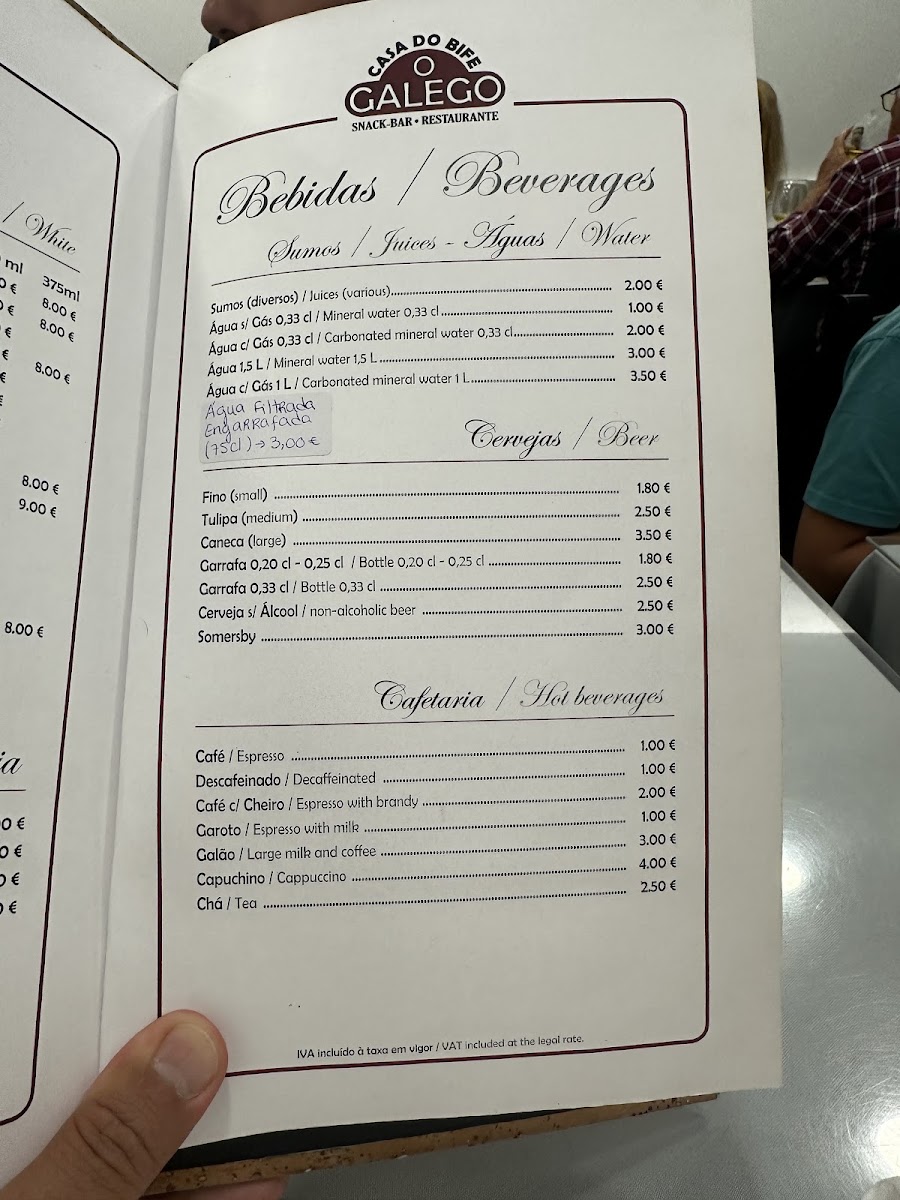 / White
ml 375ml
0 € 8.00 €
0 € 8.00 €
€
€ 8.00 €
€
8.00 €
9.00 €
8.00 €
ia
0 €
0 €
0 €
0 €
CASA DO BIFE
O
GALEGO
SNACK-BAR • RESTAURANTE
Bebidas / Beverages
Sumos / Juices - Águas / Water
Sumos (diversos) / Juices (various) 2.00 €
Água s/ Gás 0,33 cl / Mineral water 0,33 cl 1.00 €
Água c/ Gás 0,33 cl / Carbonated mineral water 0,33 cl 2.00 €
Água 1,5 L / Mineral water 1,5 L 3.00 €
Água c/ Gás 1 L / Carbonated mineral water 1 L 3.50 €
Água Filtrada
Engarrafada
(75cl) → 3,00 €
Cervejas / Beer
Fino (small) 1.80 €
Tulipa (medium) 2.50 €
Caneca (large) 3.50 €
Garrafa 0,20 cl - 0,25 cl / Bottle 0,20 cl - 0,25 cl 1.80 €
Garrafa 0,33 cl / Bottle 0,33 cl 2.50 €
Cerveja s/ Álcool / non-alcoholic beer 2.50 €
Somersby 3.00 €
Cafetaria / Hot beverages
Café / Espresso 1.00 €
Descafeinado / Decaffeinated 1.00 €
Café c/ Cheiro / Espresso with brandy 2.00 €
Garoto / Espresso with milk 1.00 €
Galão / Large milk and coffee 3.00 €
Capuchino / Cappuccino 4.00 €
Chá / Tea 2.50 €
IVA incluído à taxa em vigor / VAT included at the legal rate.